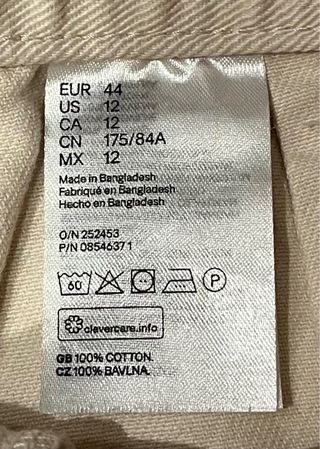 EUR 44
US 12
CA 12
CN 175/84A
MX 12
Made in Bangladesh
Fabriqué en Bangladesh
Hecho en Bangladesh
O/N 252453
P/N 08546371
60 P
clevercare.info
GB 100% COTTON.
CZ 100% BAVLNA.